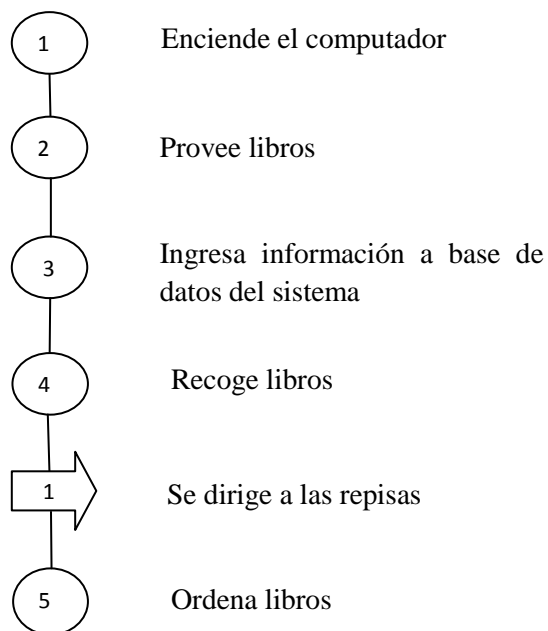 1 Enciende el computador
2 Provee libros
3 Ingresa información a base de
datos del sistema
4 Recoge libros
1 Se dirige a las repisas
5 Ordena libros